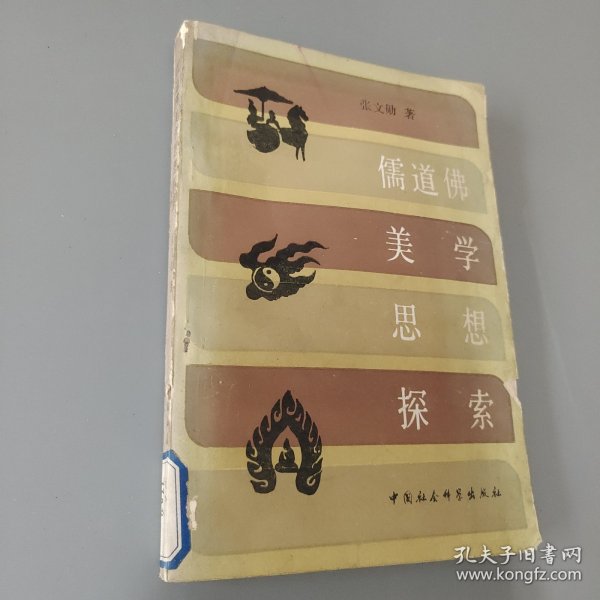 张文勋 著
儒道佛
美学
思想
探索
中国社会科学出版社
孔夫子旧书网
www.kongfz.com